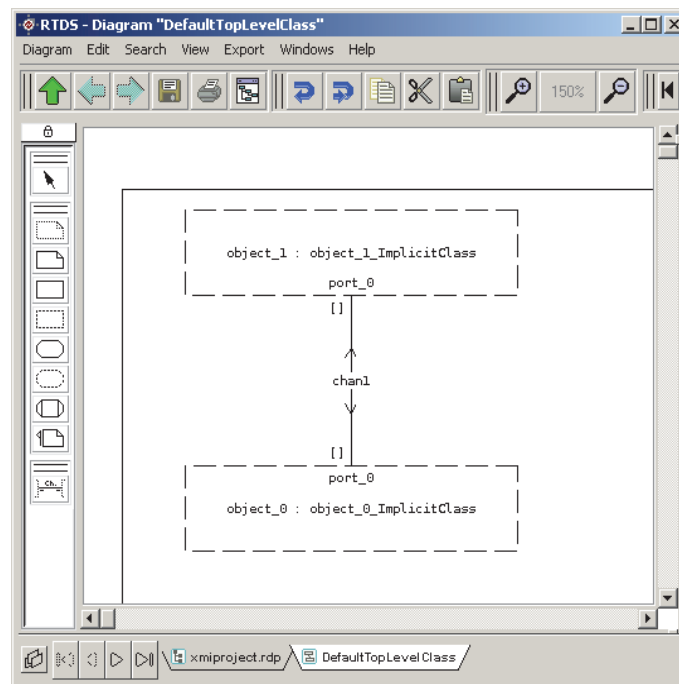 RTDS - Diagram "DefaultTopLevelClass"
Diagram Edit Search View Export Windows Help
150%
object_1 : object_1_ImplicitClass
port_0
[]
chan1
[]
port_0
object_0 : object_0_ImplicitClass
Ch.
xmiproject.rdp DefaultTopLevelClass